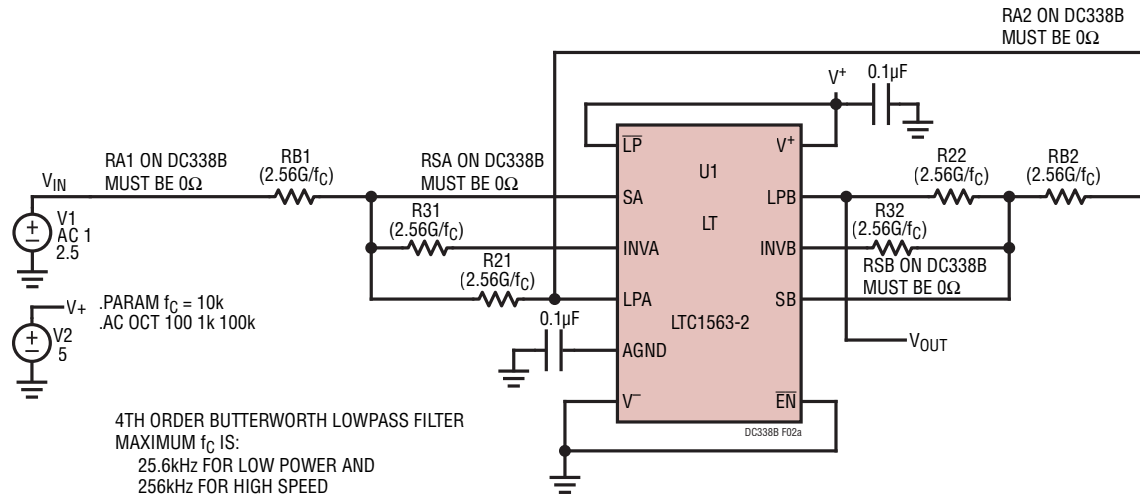 RA2 ON DC338B
MUST BE 0Ω
V+
0.1µF
RA1 ON DC338B
MUST BE 0Ω
VIN
RB1
(2.56G/fC)
RSA ON DC338B
MUST BE 0Ω
LP
V+
U1
R22
(2.56G/fC)
RB2
(2.56G/fC)
V1
AC 1
2.5
SA
LPB
LT
R31
(2.56G/fC)
R32
(2.56G/fC)
INVA
INVB
R21
(2.56G/fC)
RSB ON DC338B
MUST BE 0Ω
V+
.PARAM fC = 10k
.AC OCT 100 1k 100k
LPA
SB
0.1µF
LTC1563-2
V2
5
AGND
VOUT
V–
EN
DC338B F02a
4TH ORDER BUTTERWORTH LOWPASS FILTER
MAXIMUM fC IS:
25.6kHz FOR LOW POWER AND
256kHz FOR HIGH SPEED